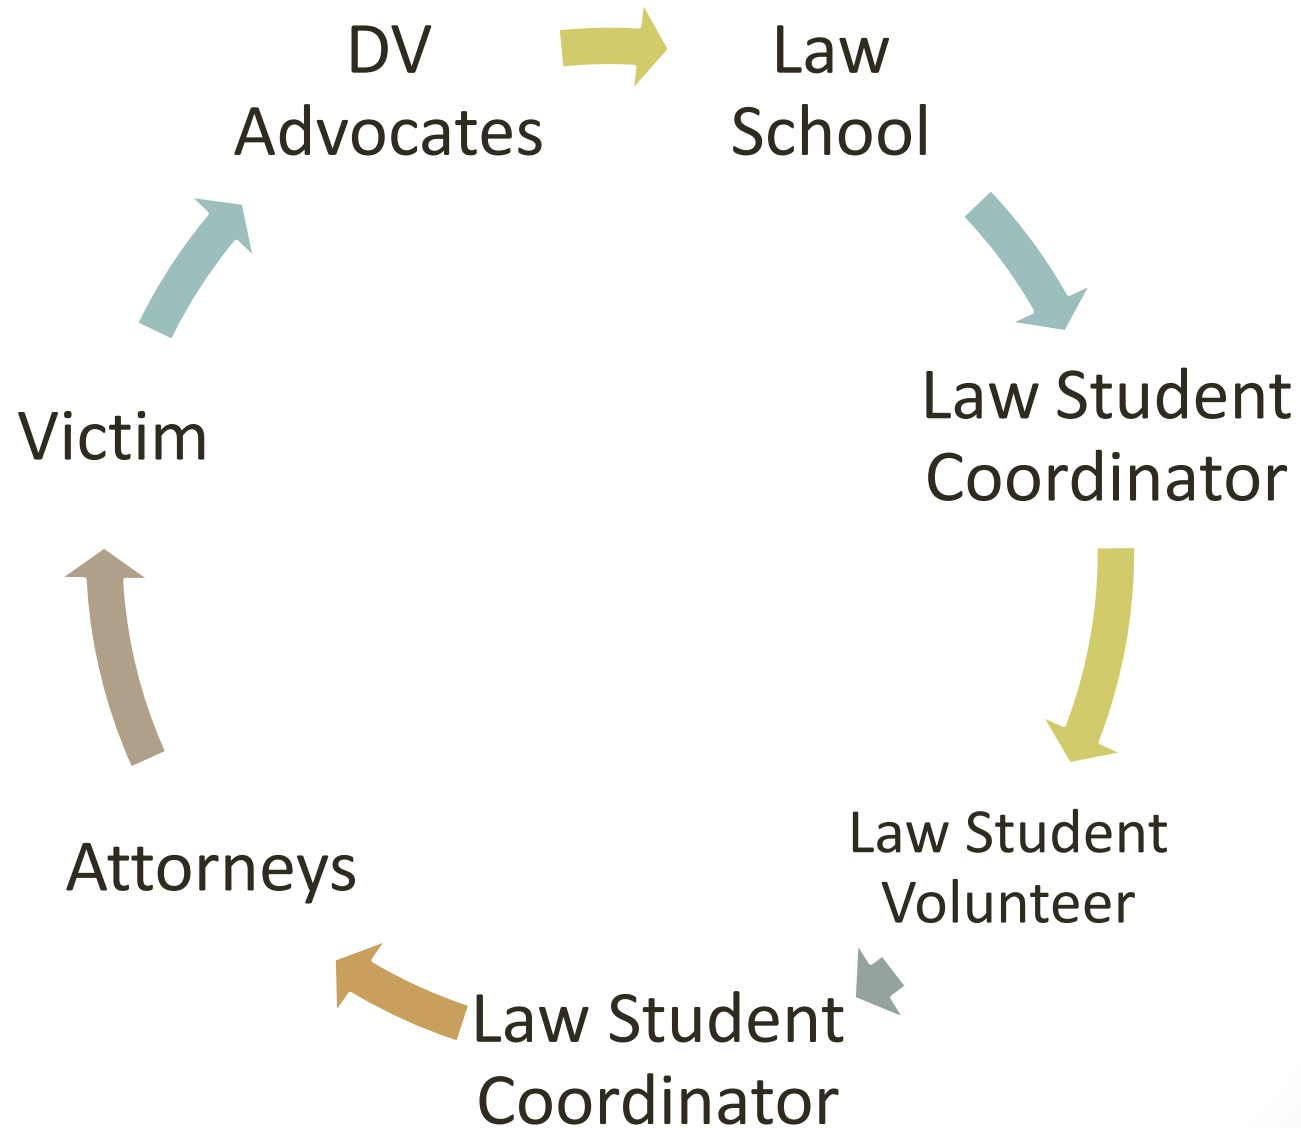 DV
Advocates
Law
School
Law Student
Coordinator
Law Student
Volunteer
Law Student
Coordinator
Attorneys
Victim